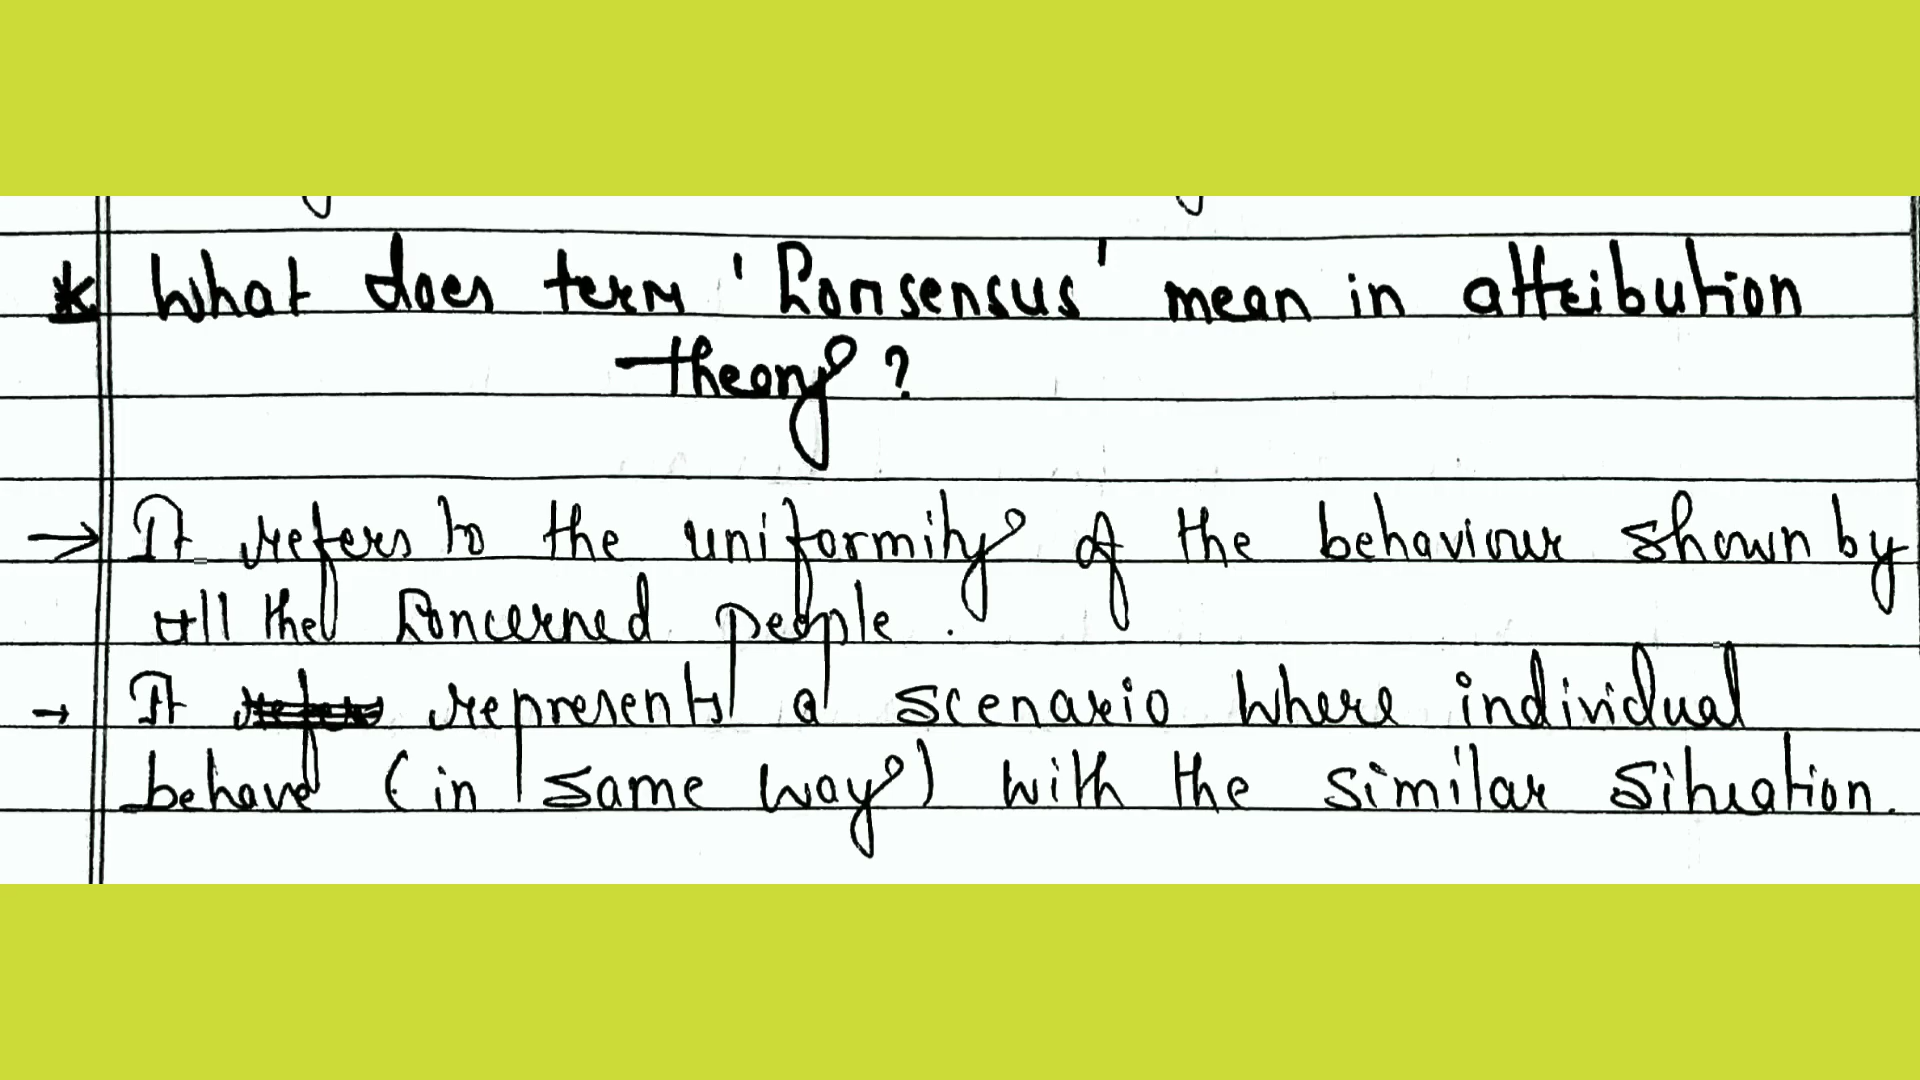 * What does term 'Consensus' mean in attribution
theory?
→ It refers to the uniformity of the behaviour shown by
all the concerned people.
→ It represents a scenario where individual
behave (in same way) with the similar situation.